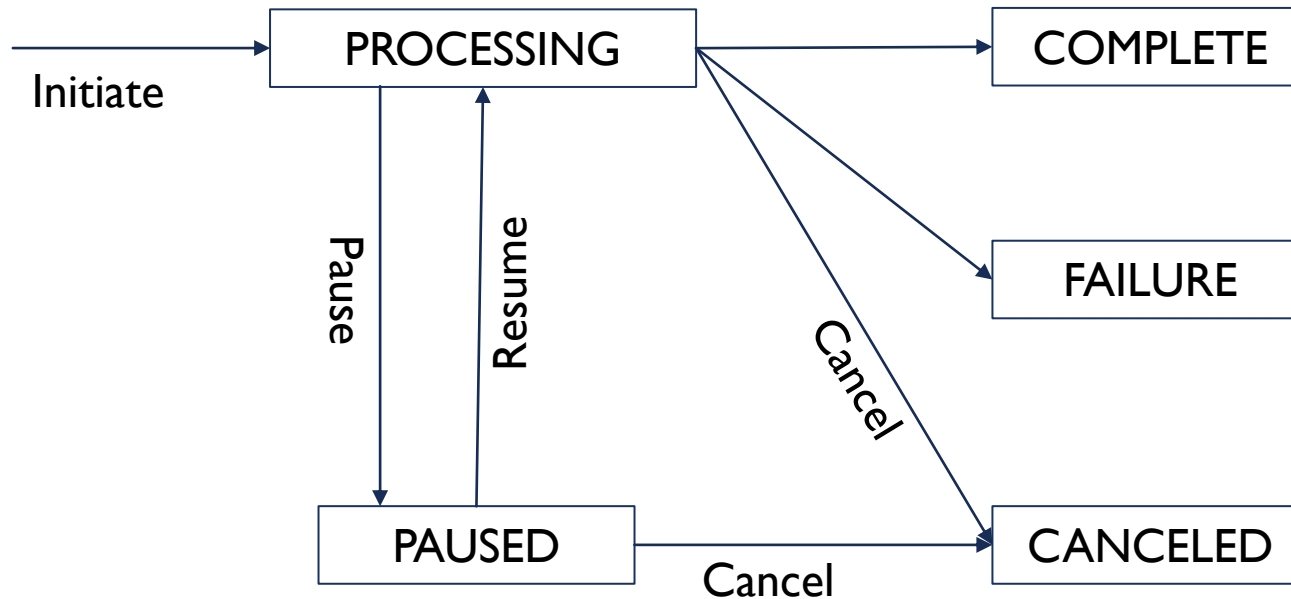 PROCESSING
COMPLETE
Initiate
Pause
Resume
FAILURE
Cancel
PAUSED
CANCELED
Cancel